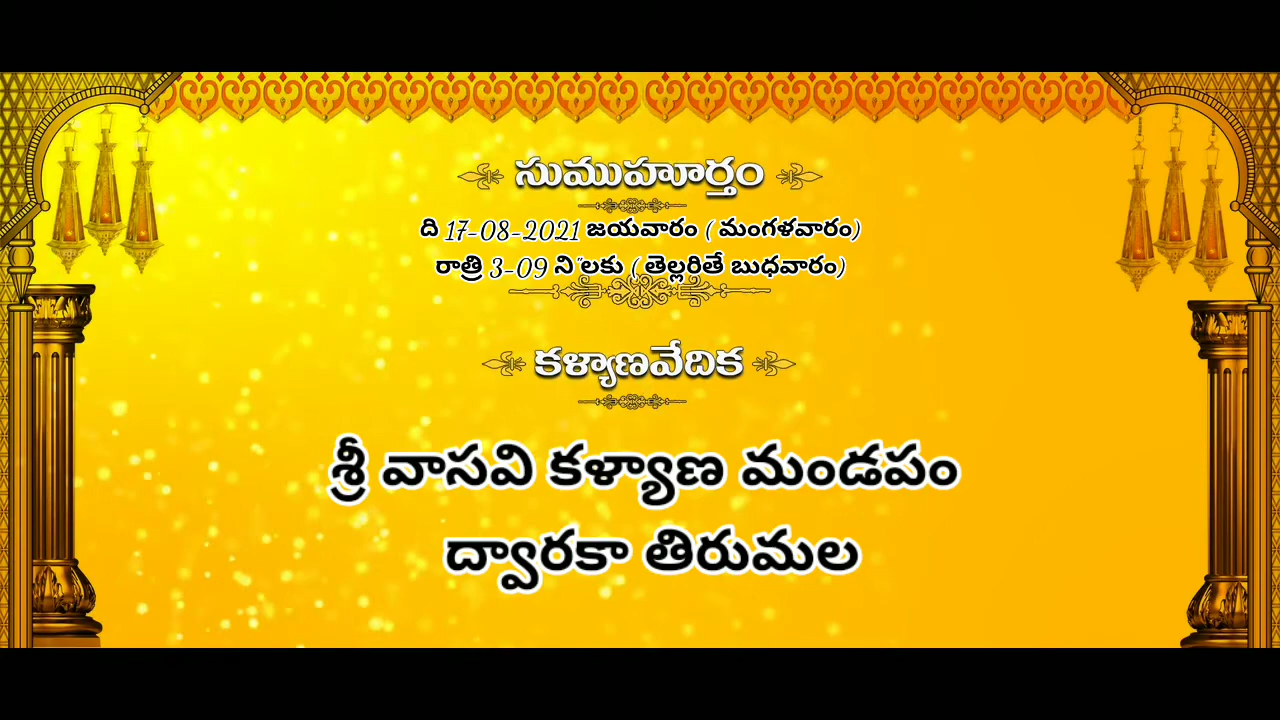 సుముహూర్తం
ది 17-08-2021 జయవారం ( మంగళవారం)
రాత్రి 3-09 ని"లకు ( తెల్లరితే బుధవారం)
కళ్యాణవేదిక
శ్రీ వాసవి కళ్యాణ మండపం
ద్వారకా తిరుమల